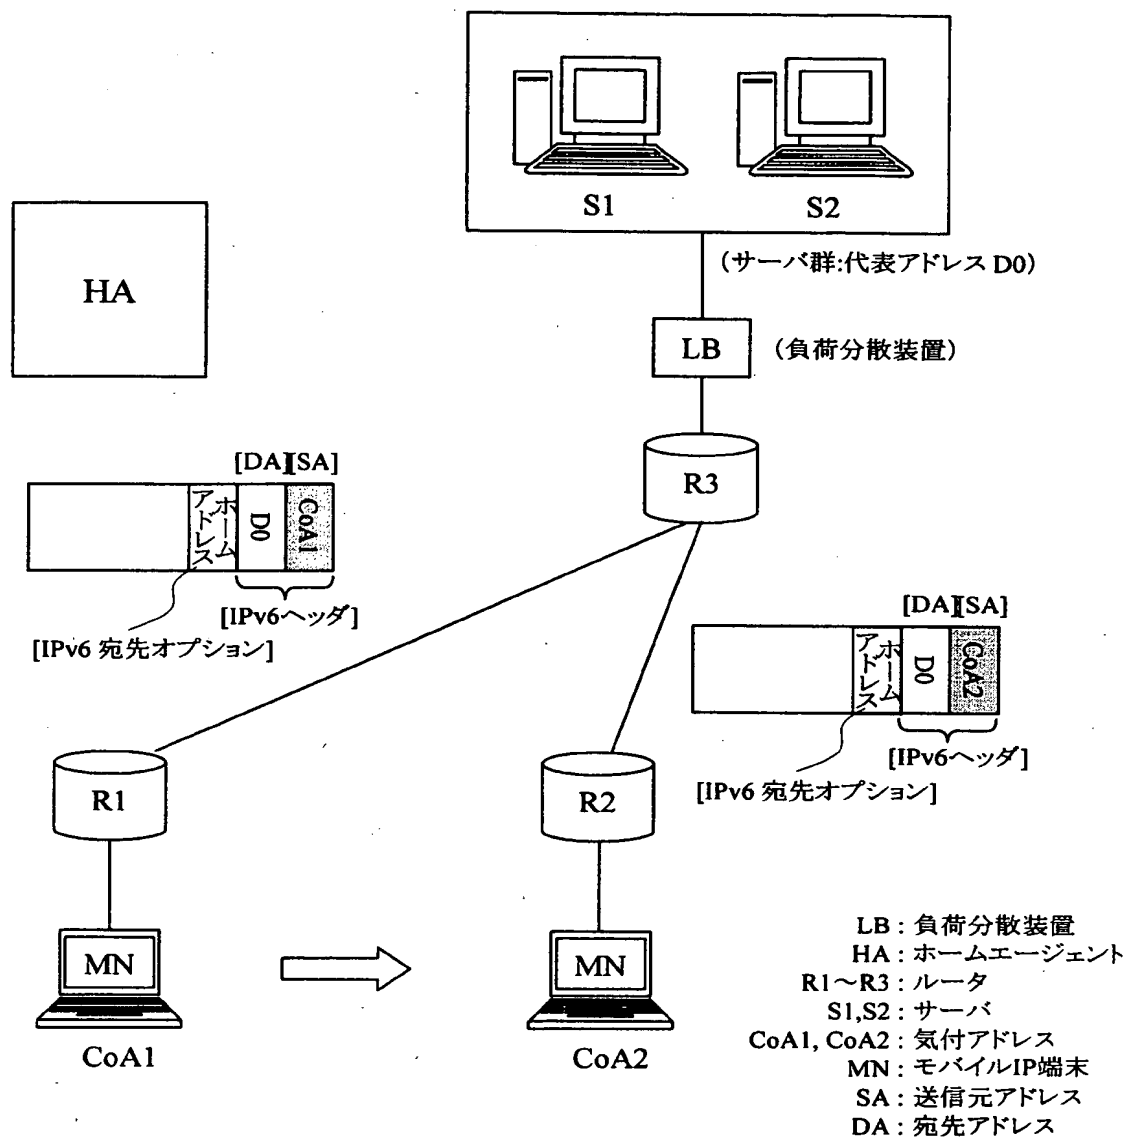 S1
S2
HA
(サーバ群:代表アドレスD0)
LB
(負荷分散装置)
R3
[DA][SA]
ホームアドレス
D0
CoA1
[IPv6ヘッダ]
[IPv6 宛先オプション]
[DA][SA]
ホームアドレス
D0
CoA2
[IPv6ヘッダ]
[IPv6 宛先オプション]
R1
R2
MN
MN
CoA1
CoA2
LB : 負荷分散装置
HA : ホームエージェント
R1～R3 : ルータ
S1,S2 : サーバ
CoA1, CoA2 : 気付アドレス
MN : モバイルIP端末
SA : 送信元アドレス
DA : 宛先アドレス